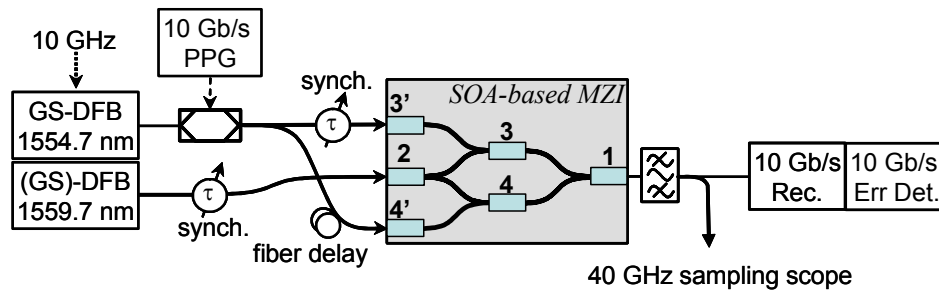 10 GHz
10 Gb/s
PPG
GS-DFB
1554.7 nm
(GS)-DFB
1559.7 nm
synch.
τ
τ
synch.
fiber delay
SOA-based MZI
3'
2
4'
3
4
1
10 Gb/s
Rec.
10 Gb/s
Err Det.
40 GHz sampling scope